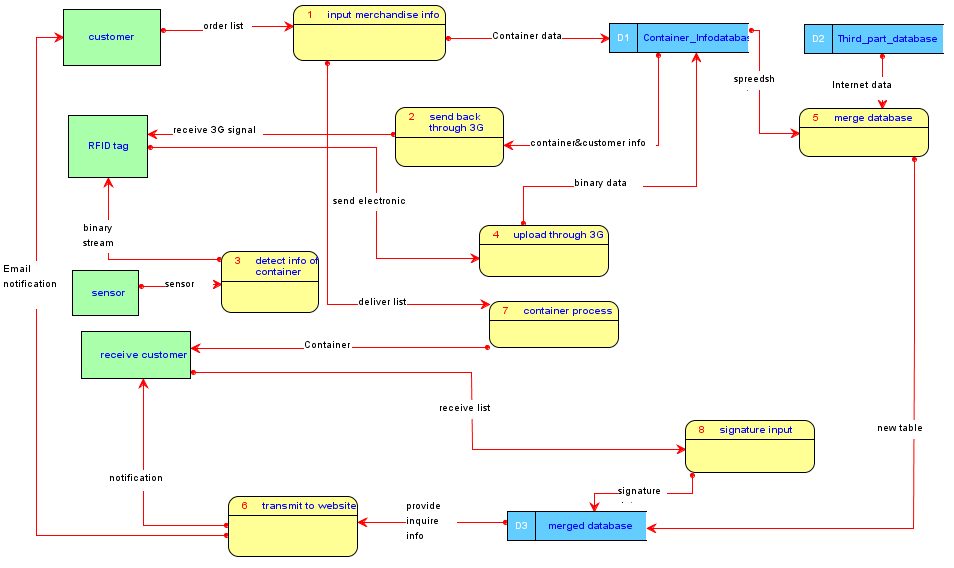 customer
order list
1 input merchandise info
Container data
D1 Container_Infodatabas
D2 Third_part_database
spreedsh
Internet data
RFID tag
receive 3G signal
2 send back
through 3G
container&customer info
5 merge database
binary data
send electronic
binary
stream
4 upload through 3G
3 detect info of
container
Email
notification
sensor
sensor
deliver list
7 container process
receive customer
Container
receive list
8 signature input
new table
notification
signature
6 transmit to website
provide
inquire
info
D3 merged database